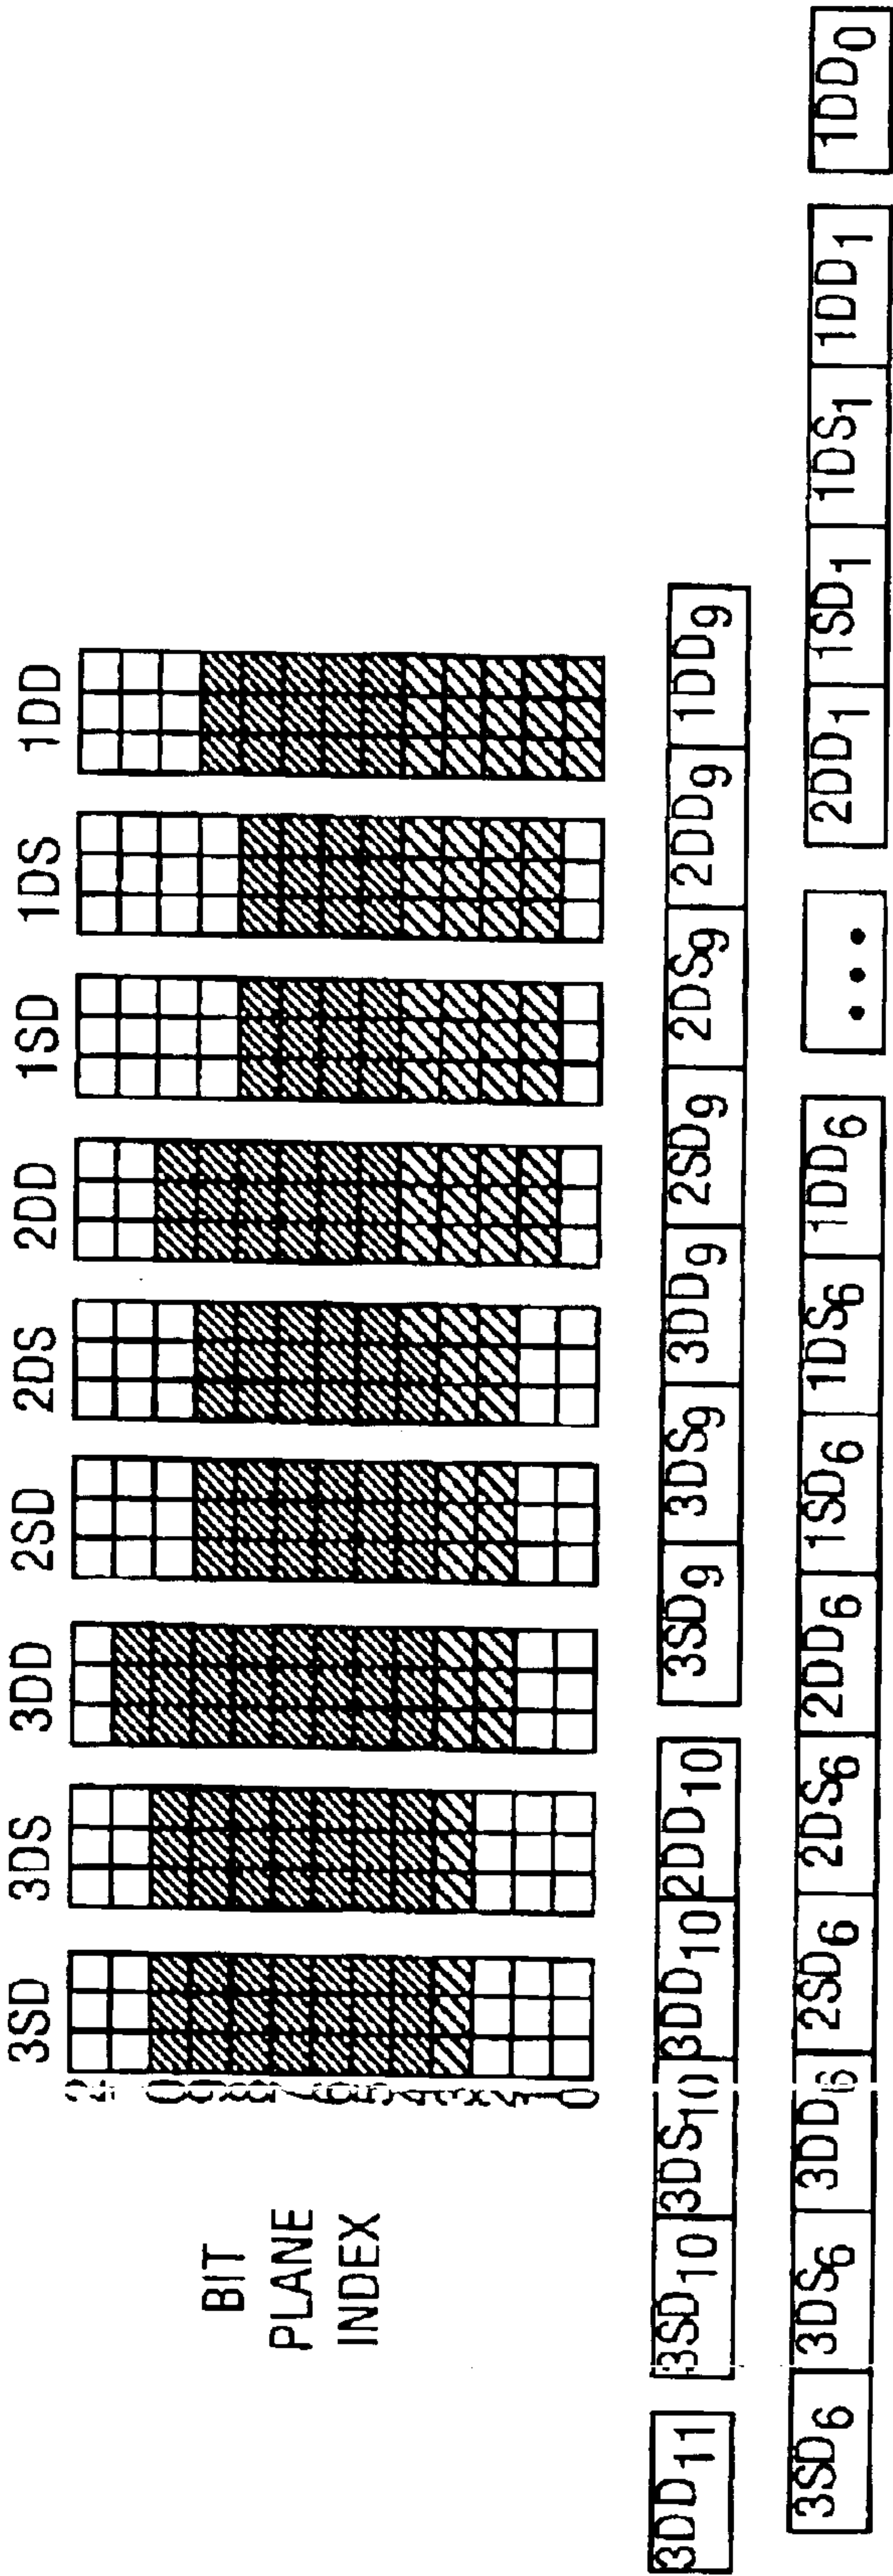 3SD 3DS 3DD 2SD 2DS 2DD 1SD 1DS 1DD
BIT
PLANE
INDEX
3DD11 3SD10 3DS10 3DD10 2DD10 3SD9 3DS9 3DD9 2SD9 2DS9 2DD9 1DD9
3SD6 3DS6 3DD6 2SD6 2DS6 2DD6 1SD6 1DS6 1DD6 ••• 2DD1 1SD1 1DS1 1DD1 1DD0